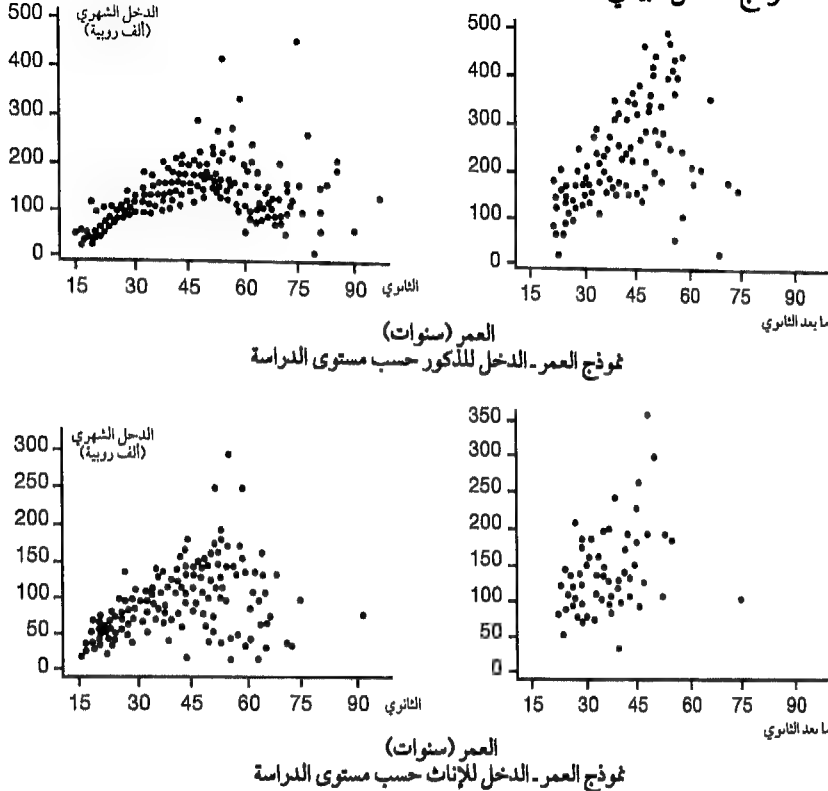 الدخل الشهري
(ألف روبية)
500
400
300
200
100
0
15 30 45 60 75 90
الثانوي
500
400
300
200
100
0
15 30 45 60 75 90
ما بعد الثانوي
العمر (سنوات)
نموذج العمر ـ الدخل للذكور حسب مستوى الدراسة
الدخل الشهري
(ألف روبية)
300
250
200
150
100
50
0
15 30 45 60 75 90
الثانوي
350
300
250
200
150
100
50
0
15 30 45 60 75 90
ما بعد الثانوي
العمر (سنوات)
نموذج العمر ـ الدخل للإناث حسب مستوى الدراسة